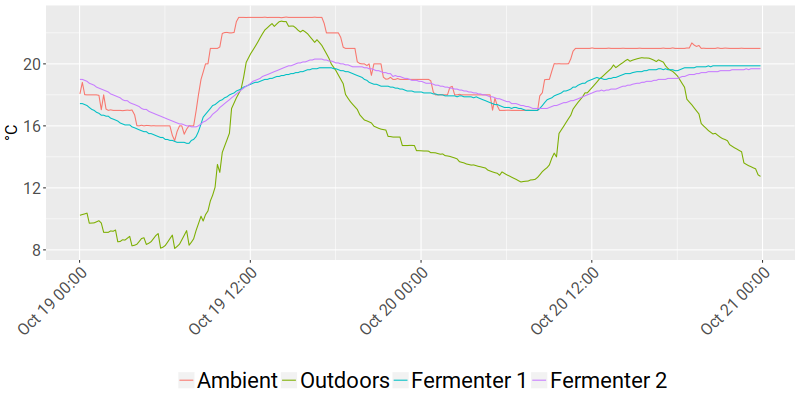 °C
20
16
12
8
Oct 19 00:00
Oct 19 12:00
Oct 20 00:00
Oct 20 12:00
Oct 21 00:00
Ambient Outdoors Fermenter 1 Fermenter 2